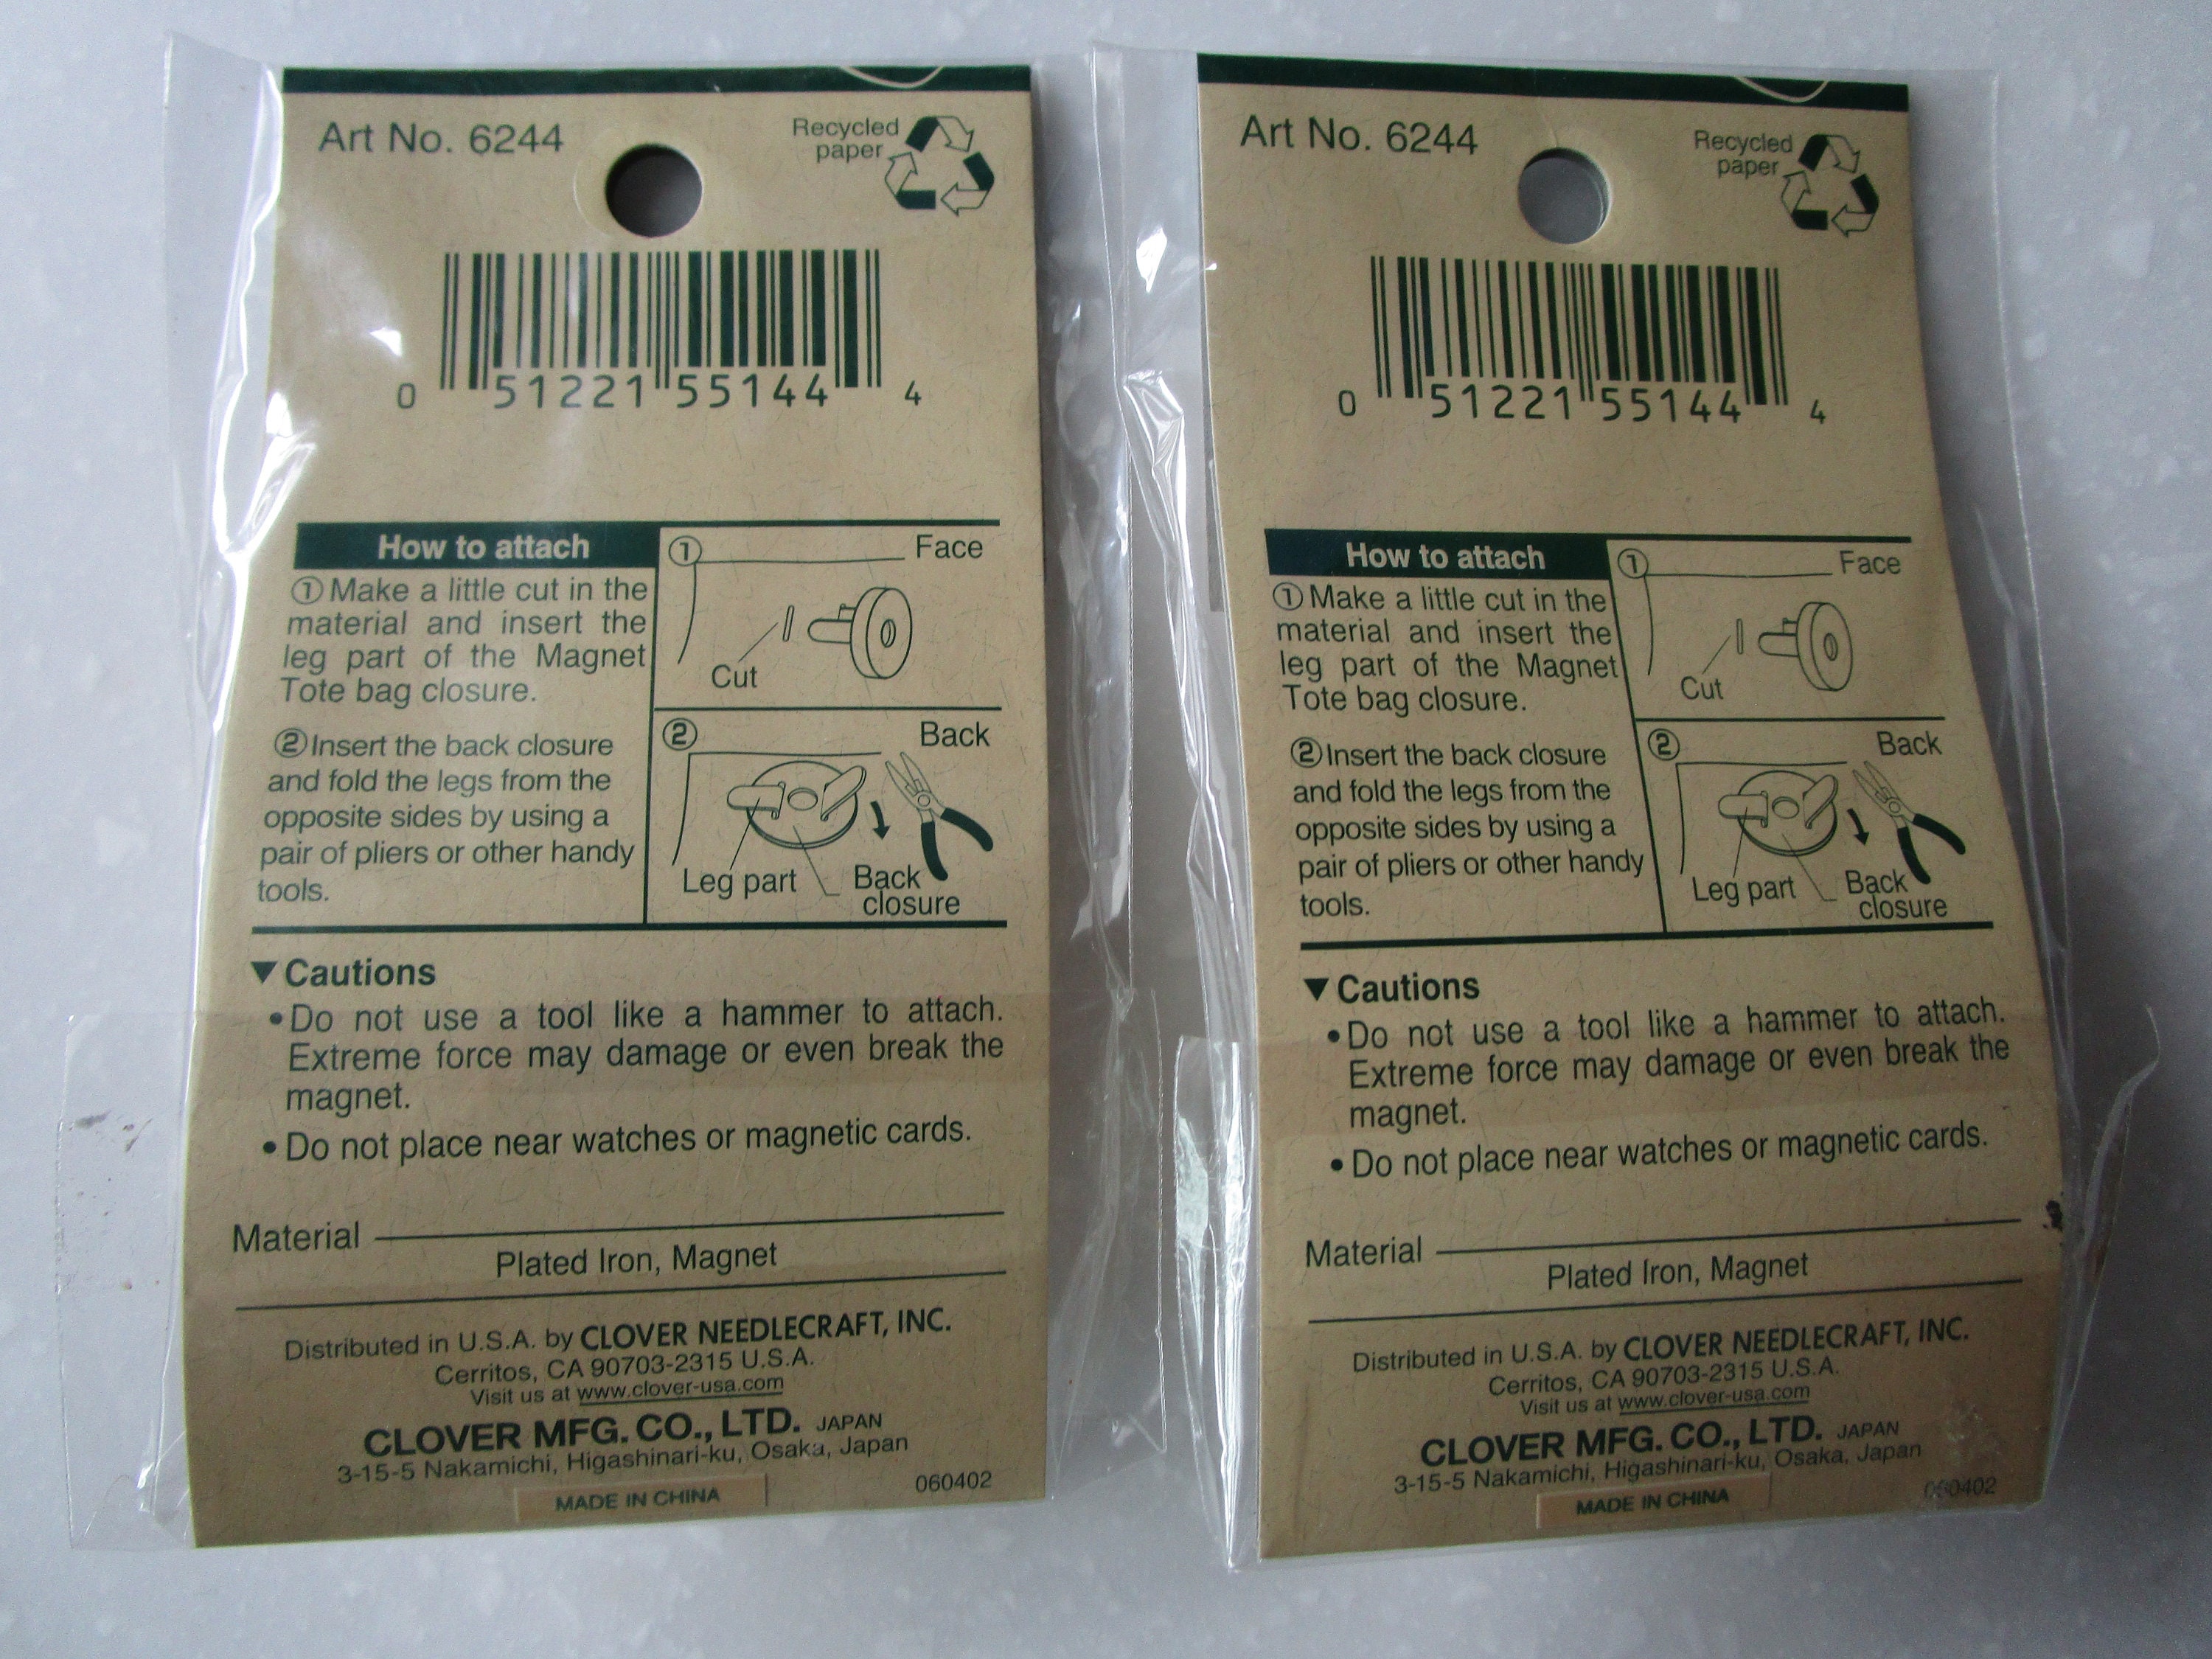 Art No. 6244
Recycled
paper
0 51221 55144 4
How to attach
① Make a little cut in the
material and insert the
leg part of the Magnet
Tote bag closure.
② Insert the back closure
and fold the legs from the
opposite sides by using a
pair of pliers or other handy
tools.
① Face
Cut
② Back
Leg part
Back
closure
▼ Cautions
• Do not use a tool like a hammer to attach.
Extreme force may damage or even break the
magnet.
• Do not place near watches or magnetic cards.
Material
Plated Iron, Magnet
Distributed in U.S.A. by CLOVER NEEDLECRAFT, INC.
Cerritos, CA 90703-2315 U.S.A.
Visit us at www.clover-usa.com
CLOVER MFG. CO., LTD. JAPAN
3-15-5 Nakamichi, Higashinari-ku, Osaka, Japan
060402
MADE IN CHINA
Art No. 6244
Recycled
paper
0 51221 55144 4
How to attach
① Make a little cut in the
material and insert the
leg part of the Magnet
Tote bag closure.
② Insert the back closure
and fold the legs from the
opposite sides by using a
pair of pliers or other handy
tools.
① Face
Cut
② Back
Leg part
Back
closure
▼ Cautions
• Do not use a tool like a hammer to attach.
Extreme force may damage or even break the
magnet.
• Do not place near watches or magnetic cards.
Material
Plated Iron, Magnet
Distributed in U.S.A. by CLOVER NEEDLECRAFT, INC.
Cerritos, CA 90703-2315 U.S.A.
Visit us at www.clover-usa.com
CLOVER MFG. CO., LTD. JAPAN
3-15-5 Nakamichi, Higashinari-ku, Osaka, Japan
060402
MADE IN CHINA